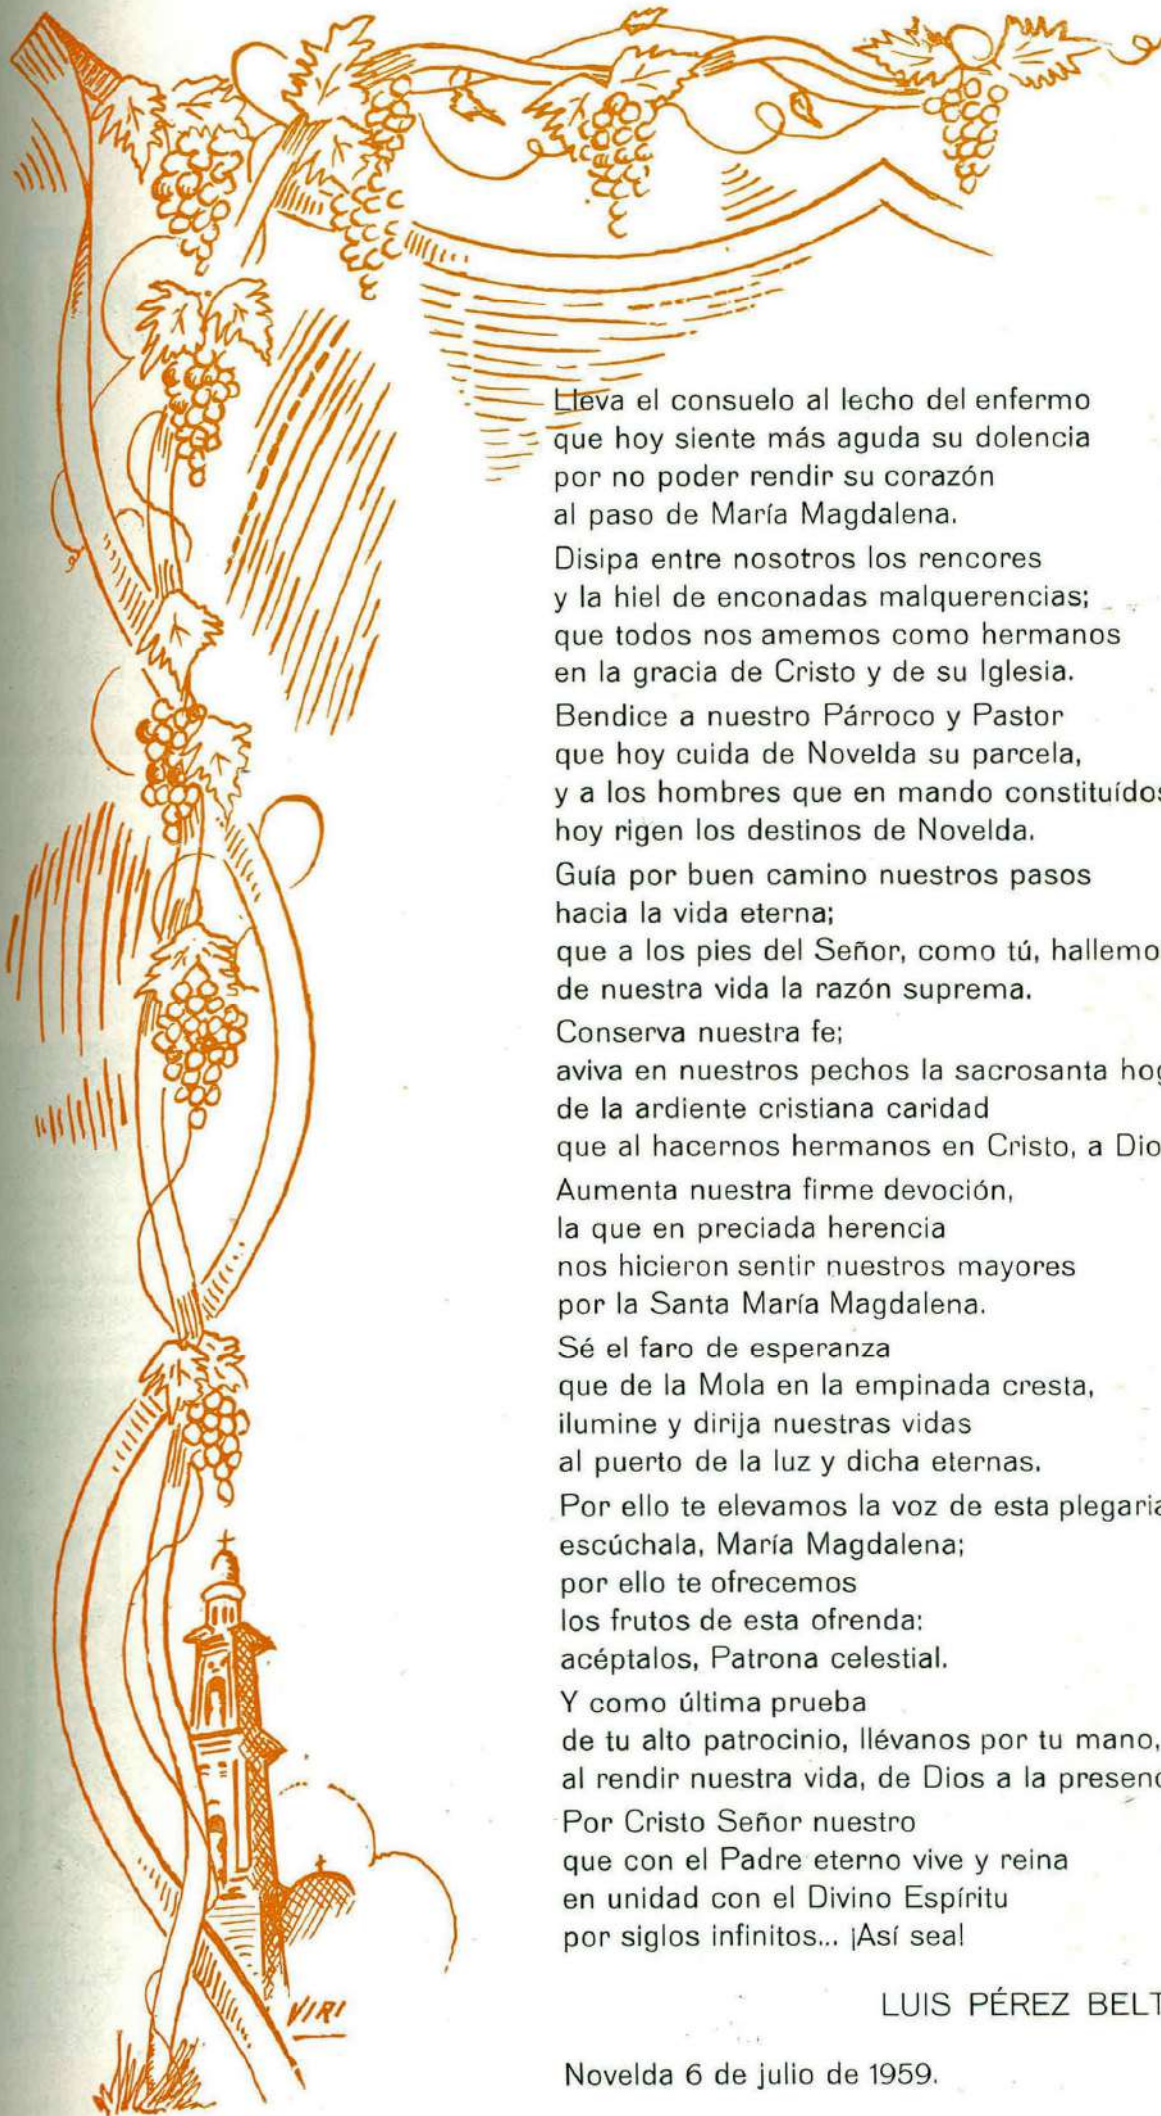 Lleva el consuelo al lecho del enfermo
que hoy siente más aguda su dolencia
por no poder rendir su corazón
al paso de María Magdalena.
Disipa entre nosotros los rencores
y la hiel de enconadas malquerencias;
que todos nos amemos como hermanos
en la gracia de Cristo y de su Iglesia.
Bendice a nuestro Párroco y Pastor
que hoy cuida de Novelda su parcela,
y a los hombres que en mando constituídos
hoy rigen los destinos de Novelda.
Guía por buen camino nuestros pasos
hacia la vida eterna;
que a los pies del Señor, como tú, hallemo
de nuestra vida la razón suprema.
Conserva nuestra fe;
aviva en nuestros pechos la sacrosanta hog
de la ardiente cristiana caridad
que al hacernos hermanos en Cristo, a Dio
Aumenta nuestra firme devoción,
la que en preciada herencia
nos hicieron sentir nuestros mayores
por la Santa María Magdalena.
Sé el faro de esperanza
que de la Mola en la empinada cresta,
ilumine y dirija nuestras vidas
al puerto de la luz y dicha eternas.
Por ello te elevamos la voz de esta plegaria
escúchala, María Magdalena;
por ello te ofrecemos
los frutos de esta ofrenda:
acéptalos, Patrona celestial.
Y como última prueba
de tu alto patrocinio, llévanos por tu mano,
al rendir nuestra vida, de Dios a la presenc
Por Cristo Señor nuestro
que con el Padre eterno vive y reina
en unidad con el Divino Espíritu
por siglos infinitos... ¡Así sea!
LUIS PÉREZ BELT
Novelda 6 de julio de 1959.
VIRI